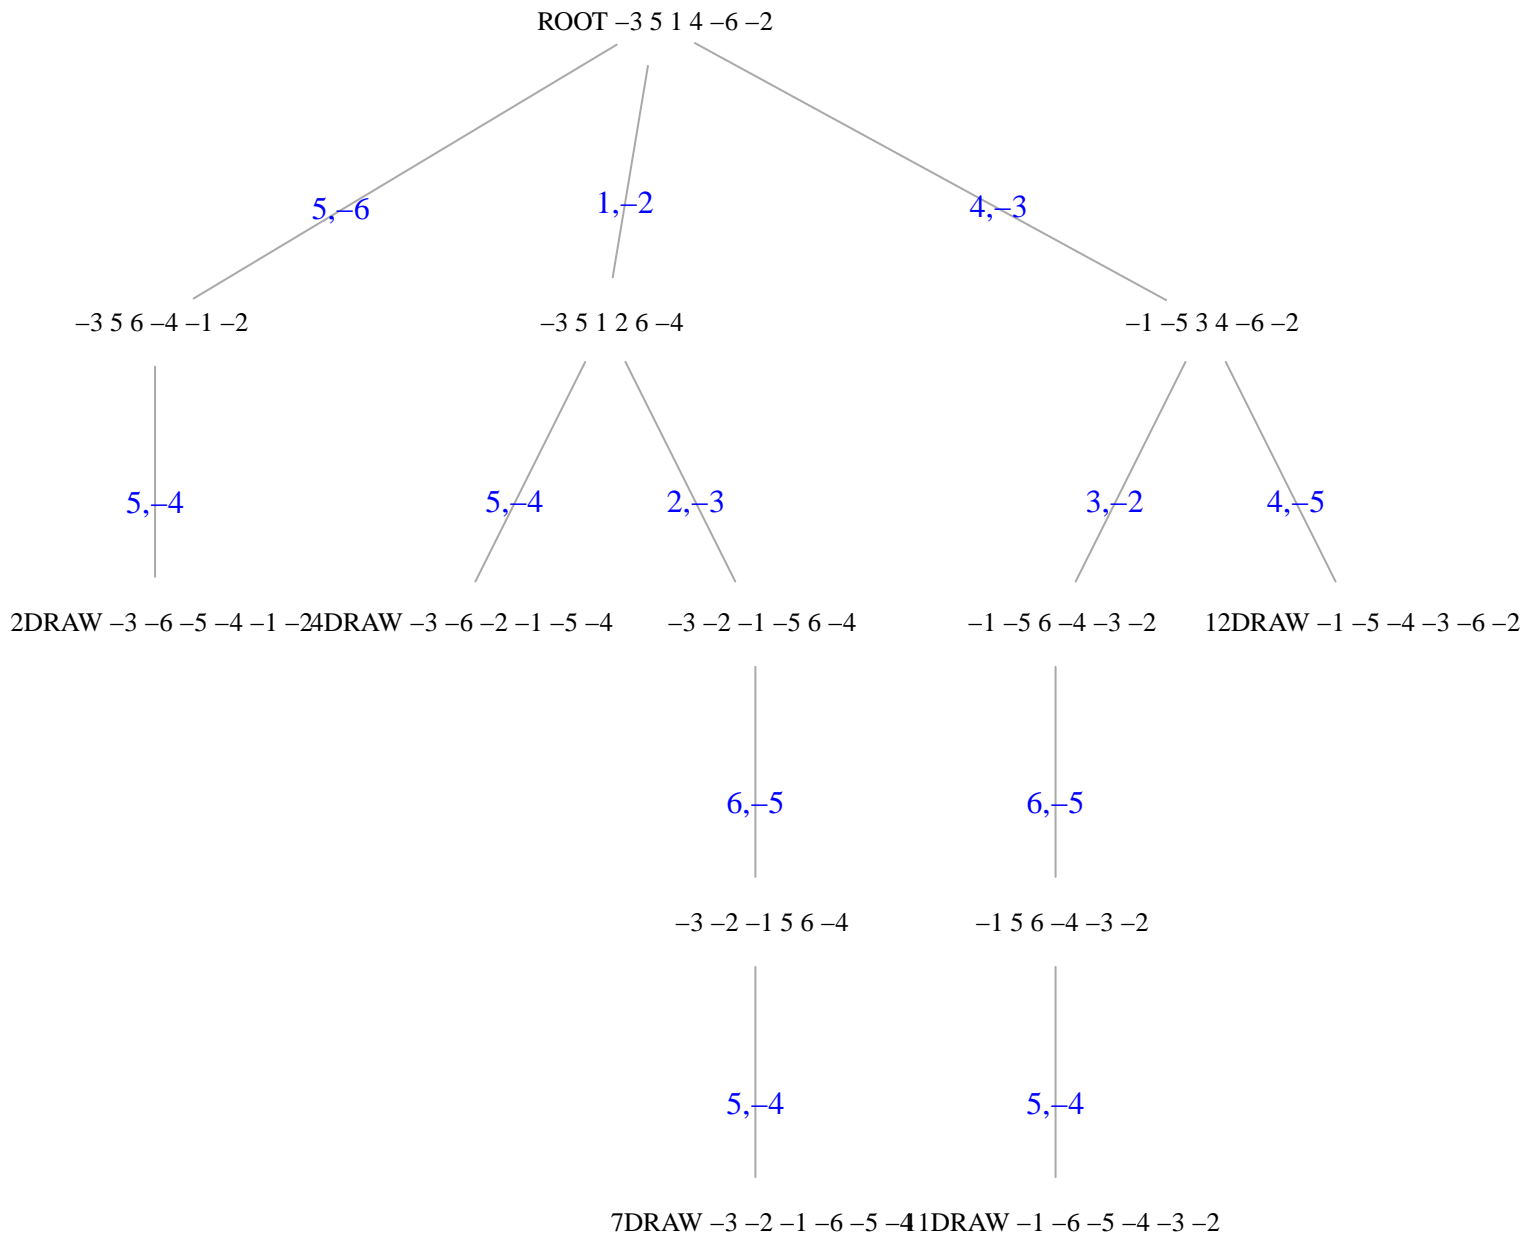 ROOT –3 5 1 4 –6 –2
5,–6
1,–2
4,–3
–3 5 6 –4 –1 –2
–3 5 1 2 6 –4
–1 –5 3 4 –6 –2
5,–4
5,–4
2,–3
3,–2
4,–5
2DRAW –3 –6 –5 –4 –1 –2
4DRAW –3 –6 –2 –1 –5 –4
–3 –2 –1 –5 6 –4
–1 –5 6 –4 –3 –2
12DRAW –1 –5 –4 –3 –6 –2
6,–5
6,–5
–3 –2 –1 5 6 –4
–1 5 6 –4 –3 –2
5,–4
5,–4
7DRAW –3 –2 –1 –6 –5 –4
11DRAW –1 –6 –5 –4 –3 –2